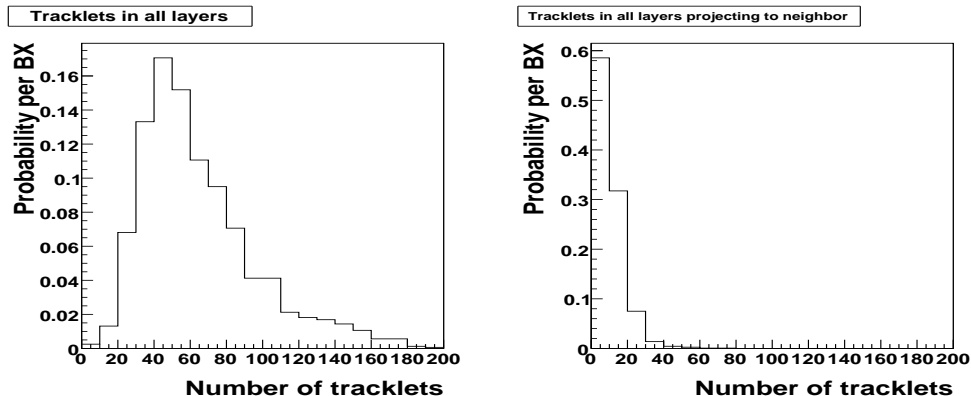 Tracklets in all layers
Probability per BX
0.16
0.14
0.12
0.1
0.08
0.06
0.04
0.02
0
0 20 40 60 80 100 120 140 160 180 200
Number of tracklets
Tracklets in all layers projecting to neighbor
Probability per BX
0.6
0.5
0.4
0.3
0.2
0.1
0
0 20 40 60 80 100 120 140 160 180 200
Number of tracklets